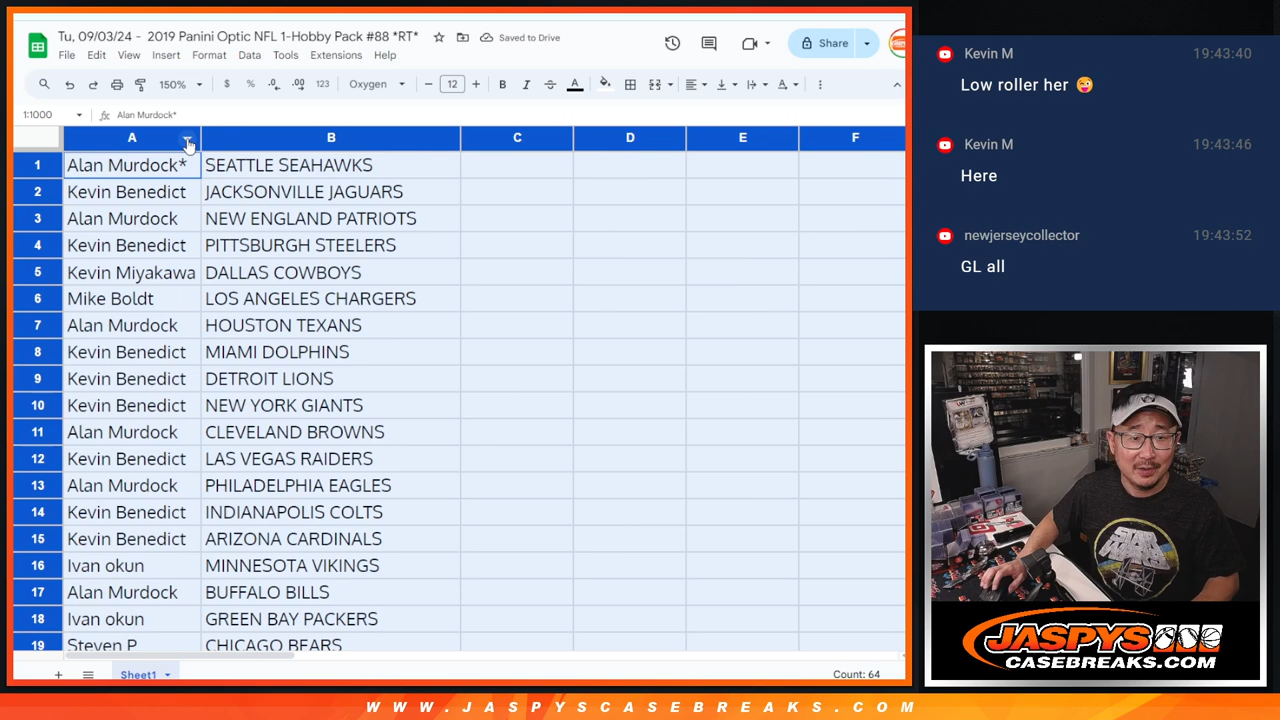 Tu, 09/03/24 - 2019 Panini Optic NFL 1-Hobby Pack #88 *RT*
Saved to Drive
File Edit View Insert Format Data Tools Extensions Help
Share
150% $ % .0 .00 123 Oxygen − 12 + B I A
1:1000 fx Alan Murdock*
A B C D E F
1 Alan Murdock* SEATTLE SEAHAWKS
2 Kevin Benedict JACKSONVILLE JAGUARS
3 Alan Murdock NEW ENGLAND PATRIOTS
4 Kevin Benedict PITTSBURGH STEELERS
5 Kevin Miyakawa DALLAS COWBOYS
6 Mike Boldt LOS ANGELES CHARGERS
7 Alan Murdock HOUSTON TEXANS
8 Kevin Benedict MIAMI DOLPHINS
9 Kevin Benedict DETROIT LIONS
10 Kevin Benedict NEW YORK GIANTS
11 Alan Murdock CLEVELAND BROWNS
12 Kevin Benedict LAS VEGAS RAIDERS
13 Alan Murdock PHILADELPHIA EAGLES
14 Kevin Benedict INDIANAPOLIS COLTS
15 Kevin Benedict ARIZONA CARDINALS
16 Ivan okun MINNESOTA VIKINGS
17 Alan Murdock BUFFALO BILLS
18 Ivan okun GREEN BAY PACKERS
19 Steven P CHICAGO BEARS
+ Sheet1 Count: 64
Kevin M 19:43:40
Low roller her 😜
Kevin M 19:43:46
Here
newjerseycollector 19:43:52
GL all
STAR WARS
JASPYS
CASEBREAKS.COM
WWW.JASPYSCASEBREAKS.COM